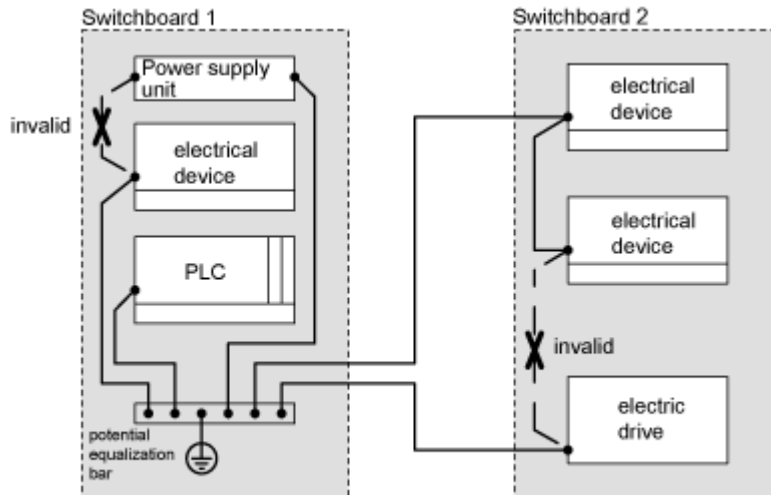 Switchboard 1
Power supply
unit
invalid
electrical
device
PLC
potential
equalization
bar
Switchboard 2
electrical
device
electrical
device
invalid
electric
drive